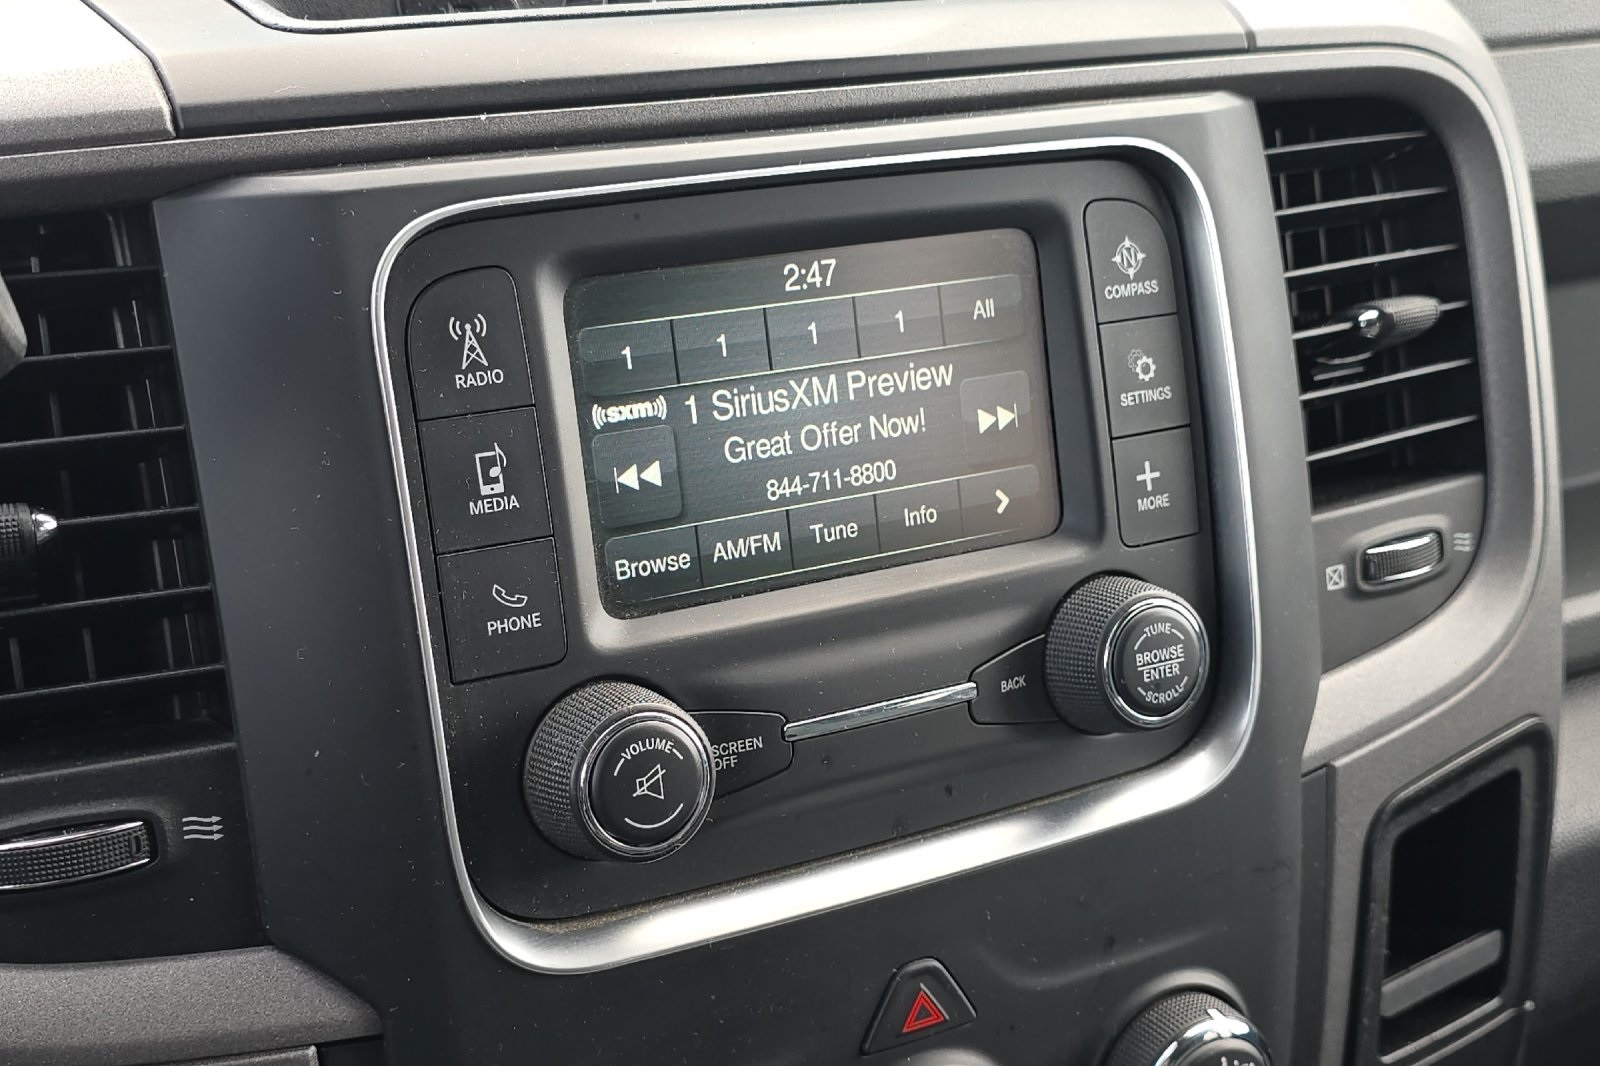 2:47
1 1 1 1 All
((sxm)) 1 SiriusXM Preview
Great Offer Now!
844-711-8800
Browse AM/FM Tune Info >
RADIO
MEDIA
PHONE
N
COMPASS
SETTINGS
+
MORE
VOLUME
SCREEN
OFF
BACK
TUNE
BROWSE
ENTER
SCROLL